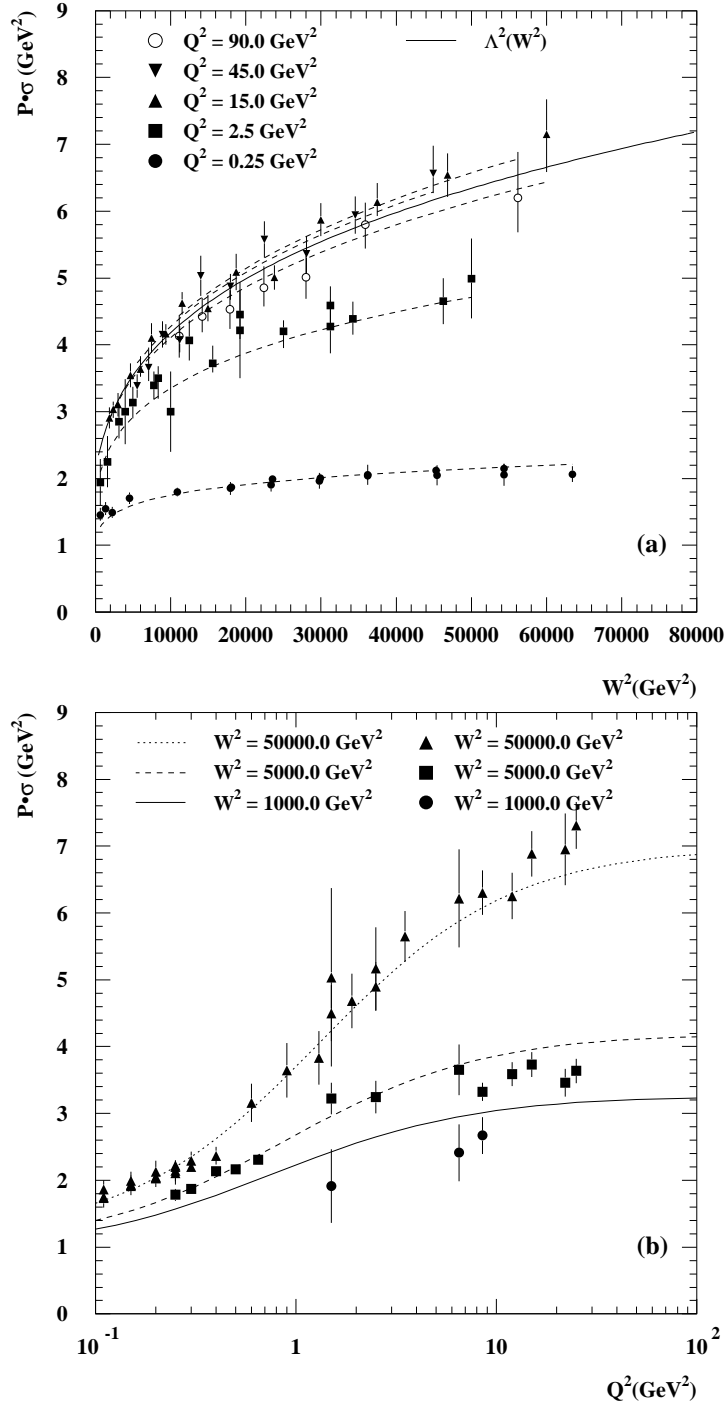 P•σ (GeV²)
9
8
7
6
5
4
3
2
1
0
Q² = 90.0 GeV²
Q² = 45.0 GeV²
Q² = 15.0 GeV²
Q² = 2.5 GeV²
Q² = 0.25 GeV²
Λ²(W²)
(a)
0 10000 20000 30000 40000 50000 60000 70000 80000
W²(GeV²)
P•σ (GeV²)
9
8
7
6
5
4
3
2
1
0
W² = 50000.0 GeV² W² = 50000.0 GeV²
W² = 5000.0 GeV² W² = 5000.0 GeV²
W² = 1000.0 GeV² W² = 1000.0 GeV²
(b)
10⁻¹ 1 10 10²
Q²(GeV²)